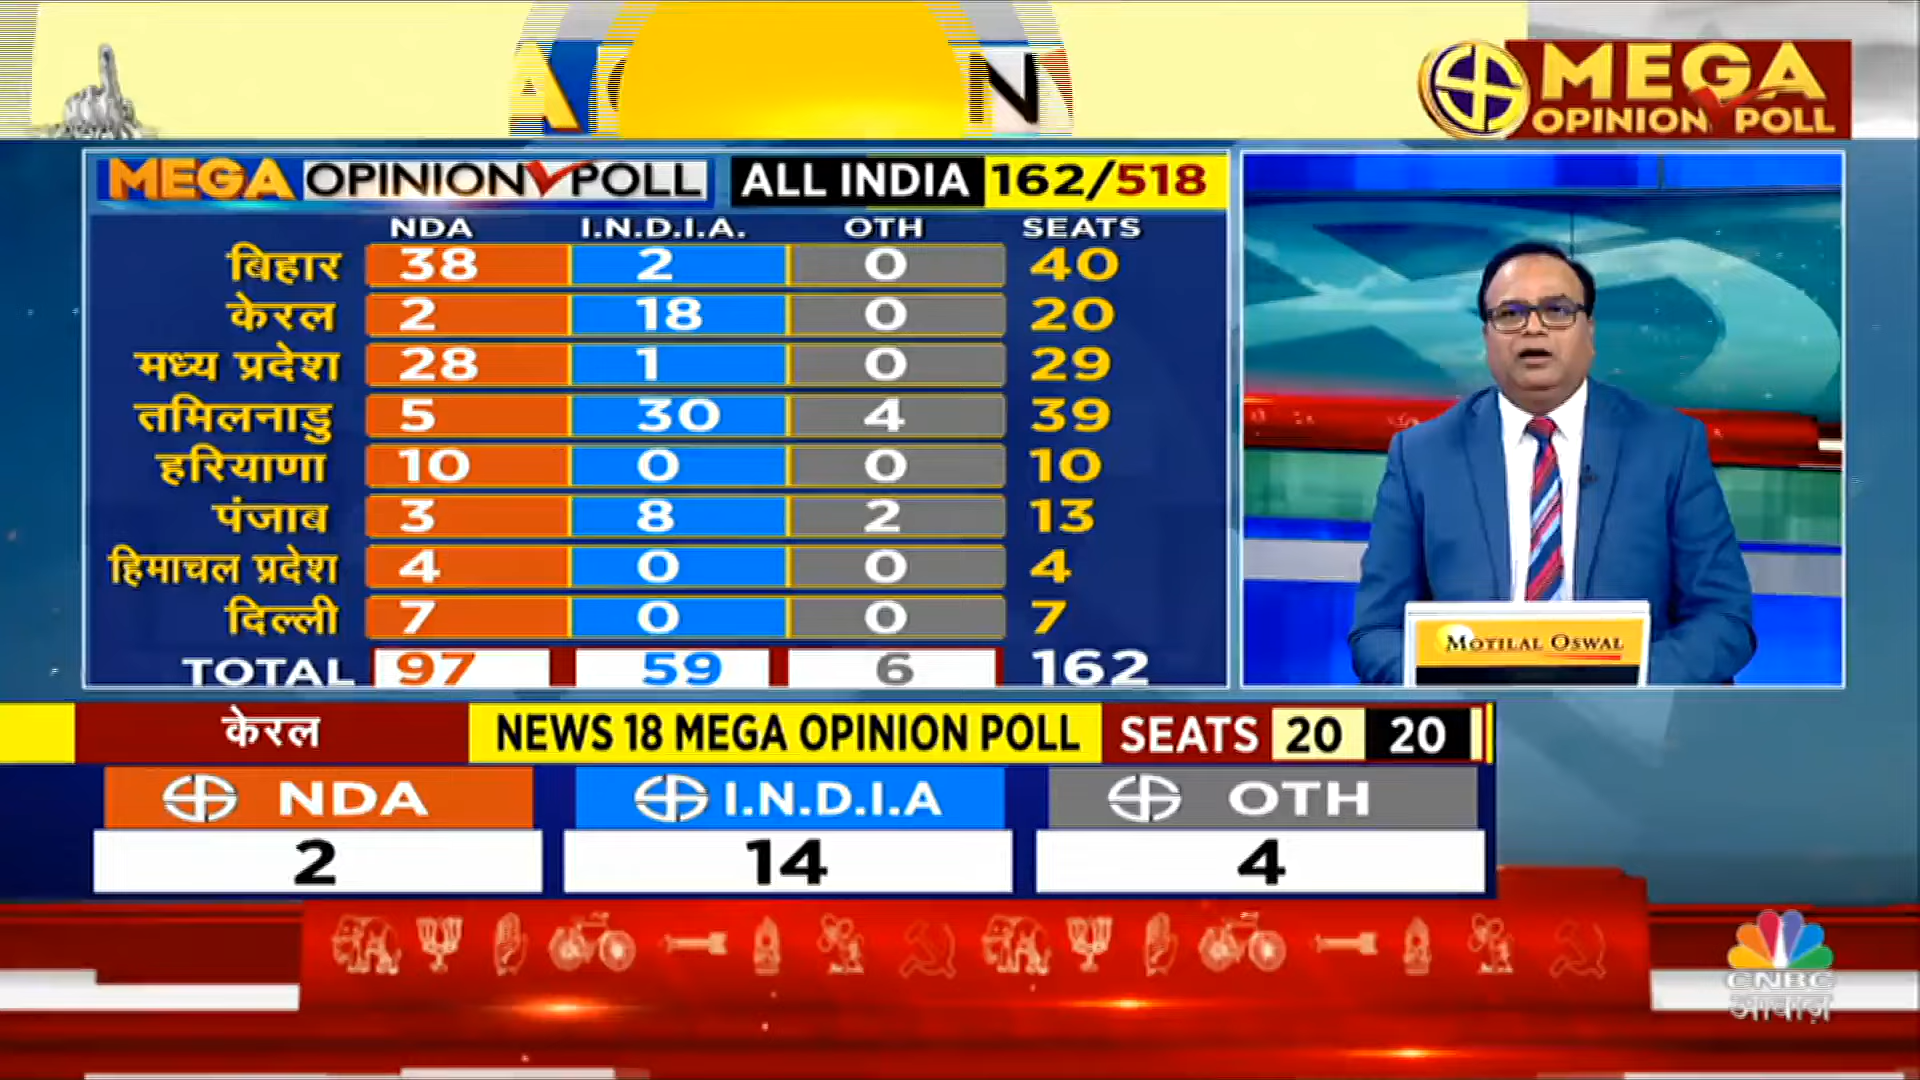 A N
MEGA
OPINION POLL
MEGA OPINION POLL ALL INDIA 162/518
NDA I.N.D.I.A. OTH SEATS
बिहार 38 2 0 40
केरल 2 18 0 20
मध्य प्रदेश 28 1 0 29
तमिलनाडु 5 30 4 39
हरियाणा 10 0 0 10
पंजाब 3 8 2 13
हिमाचल प्रदेश 4 0 0 4
दिल्ली 7 0 0 7
TOTAL 97 59 6 162
MOTILAL OSWAL
केरल NEWS 18 MEGA OPINION POLL SEATS 20 20
NDA I.N.D.I.A OTH
2 14 4
CNBC
आवाज़